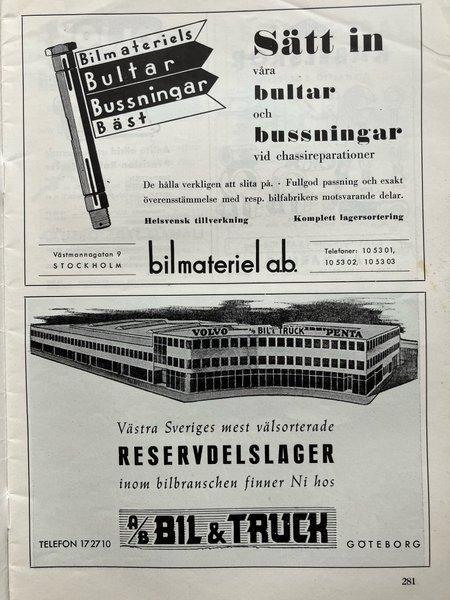 Bilmateriels
Bultar
Bussningar
Bäst
Sätt in
våra
bultar
och
bussningar
vid chassireparationer
De hålla verkligen att slita på. · Fullgod passning och exakt
överensstämmelse med resp. bilfabrikers motsvarande delar.
Helsvensk tillverkning Komplett lagersortering
Västmannagatan 9
STOCKHOLM
bilmateriel a.b.
Telefoner: 10 53 01,
10 53 02, 10 53 03
VOLVO A/B BIL & TRUCK PENTA
Västra Sveriges mest välsorterade
RESERVDELSLAGER
inom bilbranschen finner Ni hos
TELEFON 17 27 10
A/B BIL & TRUCK
GÖTEBORG
281